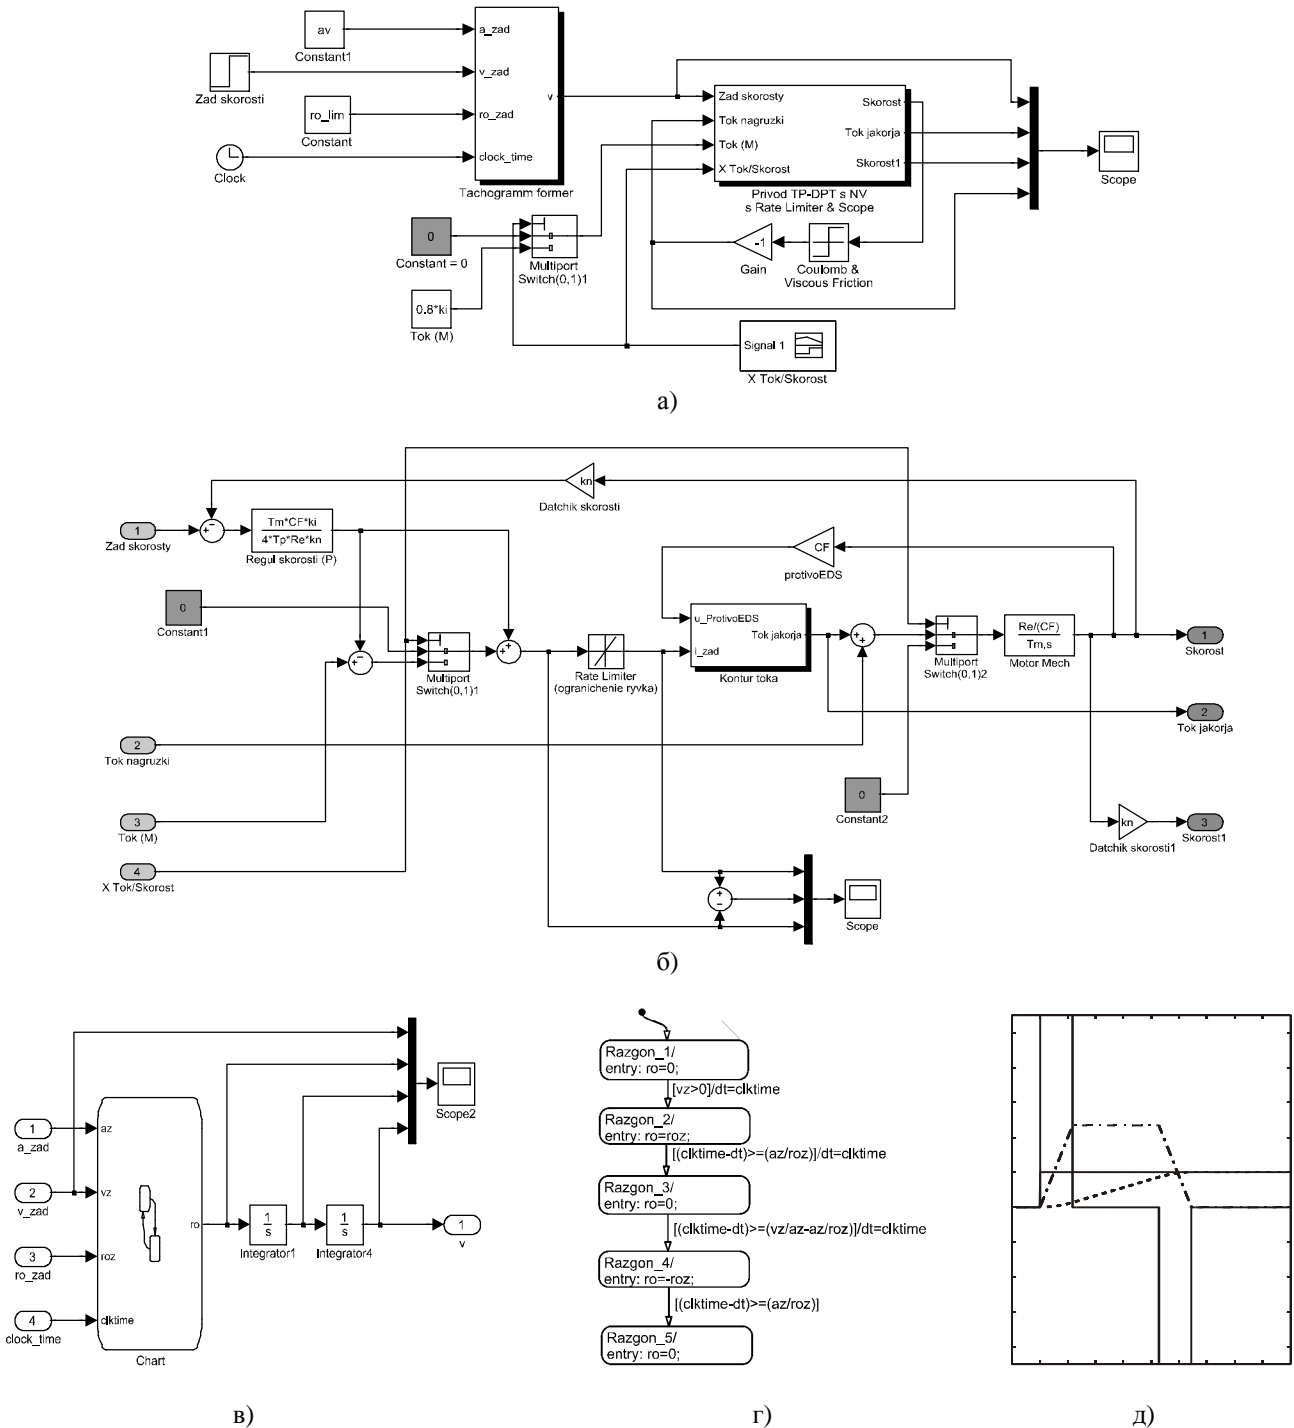 av
Constant1
Zad skorosti
ro_lim
Constant
Clock
a_zad
v_zad
ro_zad
clock_time
v
Tachogramm former
Zad skorosty
Tok nagruzki
Tok (M)
X Tok/Skorost
Skorost
Tok jakorja
Skorost1
Privod TP-DPT s NV
s Rate Limiter & Scope
Scope
0
Constant = 0
Multiport
Switch(0,1)1
-1
Gain
Coulomb &
Viscous Friction
0.8*ki
Tok (M)
Signal 1
X Tok/Skorost
а)
kn
Datchik skorosti
1
Zad skorosty
Tm*CF*ki
4*Tp*Re*kn
Regul skorosti (P)
CF
protivoEDS
0
Constant1
Multiport
Switch(0,1)1
Rate Limiter
(ogranichenie ryvka)
u_ProtivoEDS
Tok jakorja
i_zad
Kontur toka
Multiport
Switch(0,1)2
Re/(CF)
Tm,s
Motor Mech
1
Skorost
2
Tok jakorja
2
Tok nagruzki
0
Constant2
3
Tok (M)
kn
Datchik skorosti1
3
Skorost1
4
X Tok/Skorost
Scope
б)
1
a_zad
2
v_zad
3
ro_zad
4
clock_time
az
vz
roz
clktime
ro
Chart
1
s
Integrator1
1
s
Integrator4
1
v
Scope2
Razgon_1/
entry: ro=0;
[vz>0]/dt=clktime
Razgon_2/
entry: ro=roz;
[(clktime-dt)>=(az/roz)]/dt=clktime
Razgon_3/
entry: ro=0;
[(clktime-dt)>=(vz/az-az/roz)]/dt=clktime
Razgon_4/
entry: ro=-roz;
[(clktime-dt)>=(az/roz)]
Razgon_5/
entry: ro=0;
в)
г)
д)